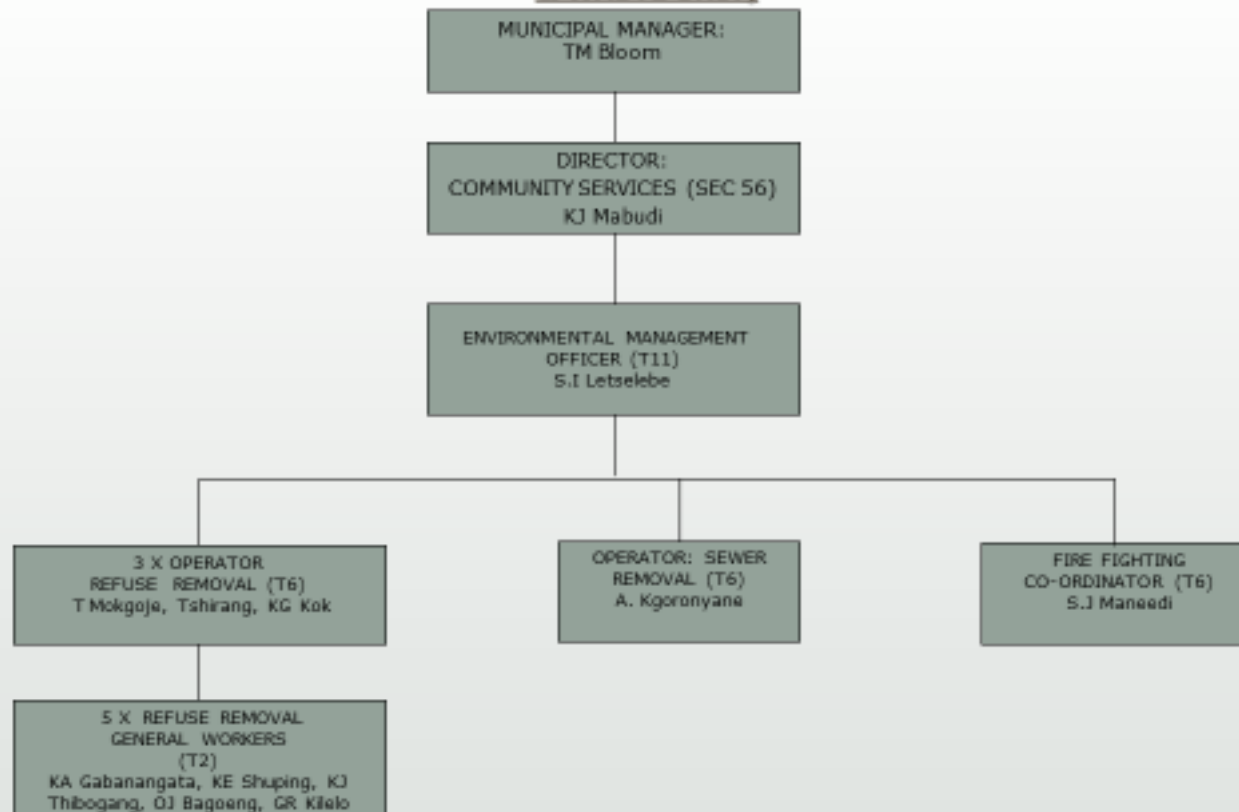 MUNICIPAL MANAGER:
TM Bloom
DIRECTOR:
COMMUNITY SERVICES (SEC 56)
KJ Mabudi
ENVIRONMENTAL MANAGEMENT
OFFICER (T11)
S.I Letselebe
3 X OPERATOR
REFUSE REMOVAL (T6)
T Mokgoje, Tshirang, KG Kok
OPERATOR: SEWER
REMOVAL (T6)
A. Kgoronyane
FIRE FIGHTING
CO-ORDINATOR (T6)
S.J Maneedi
5 X REFUSE REMOVAL
GENERAL WORKERS
(T2)
KA Gabanangata, KE Shuping, KJ
Thibogang, OJ Bagoeng, GR Kilelo